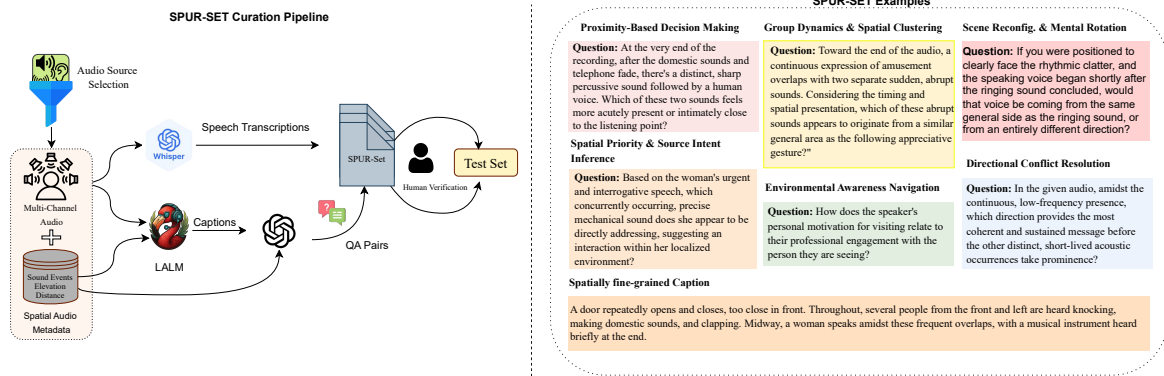 SPUR-SET Curation Pipeline
Audio Source
Selection
Multi-Channel
Audio
Sound Events
Elevation
Distance
Spatial Audio
Metadata
Whisper
Speech Transcriptions
LALM
Captions
QA Pairs
SPUR-Set
Human Verification
Test Set
SPUR-SET Examples
Proximity-Based Decision Making
Question: At the very end of the
recording, after the domestic sounds and
telephone fade, there's a distinct, sharp
percussive sound followed by a human
voice. Which of these two sounds feels
more acutely present or intimately close
to the listening point?
Spatial Priority & Source Intent
Inference
Question: Based on the woman's urgent
and interrogative speech, which
concurrently occurring, precise
mechanical sound does she appear to be
directly addressing, suggesting an
interaction within her localized
environment?
Group Dynamics & Spatial Clustering
Question: Toward the end of the audio, a
continuous expression of amusement
overlaps with two separate sudden, abrupt
sounds. Considering the timing and
spatial presentation, which of these abrupt
sounds appears to originate from a similar
general area as the following appreciative
gesture?"
Environmental Awareness Navigation
Question: How does the speaker's
personal motivation for visiting relate to
their professional engagement with the
person they are seeing?
Scene Reconfig. & Mental Rotation
Question: If you were positioned to
clearly face the rhythmic clatter, and
the speaking voice began shortly after
the ringing sound concluded, would
that voice be coming from the same
general side as the ringing sound, or
from an entirely different direction?
Directional Conflict Resolution
Question: In the given audio, amidst the
continuous, low-frequency presence,
which direction provides the most
coherent and sustained message before
the other distinct, short-lived acoustic
occurrences take prominence?
Spatially fine-grained Caption
A door repeatedly opens and closes, too close in front. Throughout, several people from the front and left are heard knocking,
making domestic sounds, and clapping. Midway, a woman speaks amidst these frequent overlaps, with a musical instrument heard
briefly at the end.